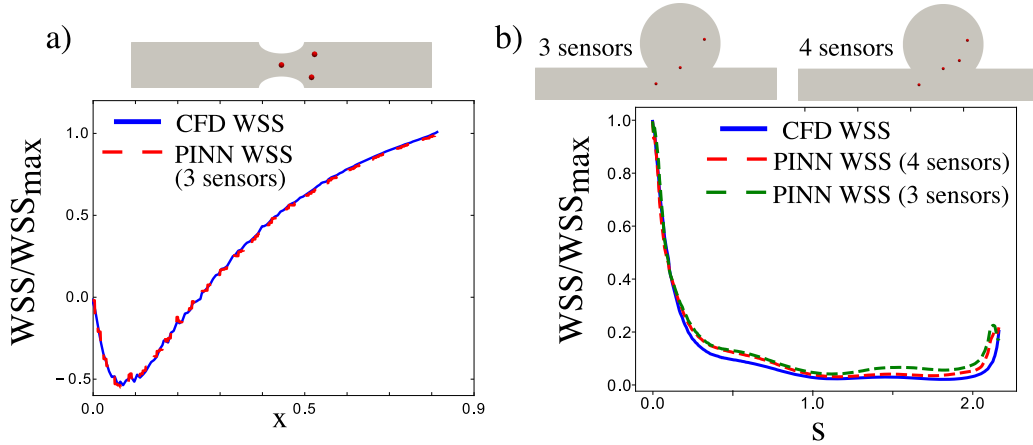 a)
CFD WSS
PINN WSS
(3 sensors)
WSS/WSSmax
1.0
0.5
0.0
−0.5
0.0
0.5
0.9
x
b)
3 sensors
4 sensors
CFD WSS
PINN WSS (4 sensors)
PINN WSS (3 sensors)
WSS/WSSmax
1.0
0.8
0.6
0.4
0.2
0.0
0.0
1.0
2.0
s